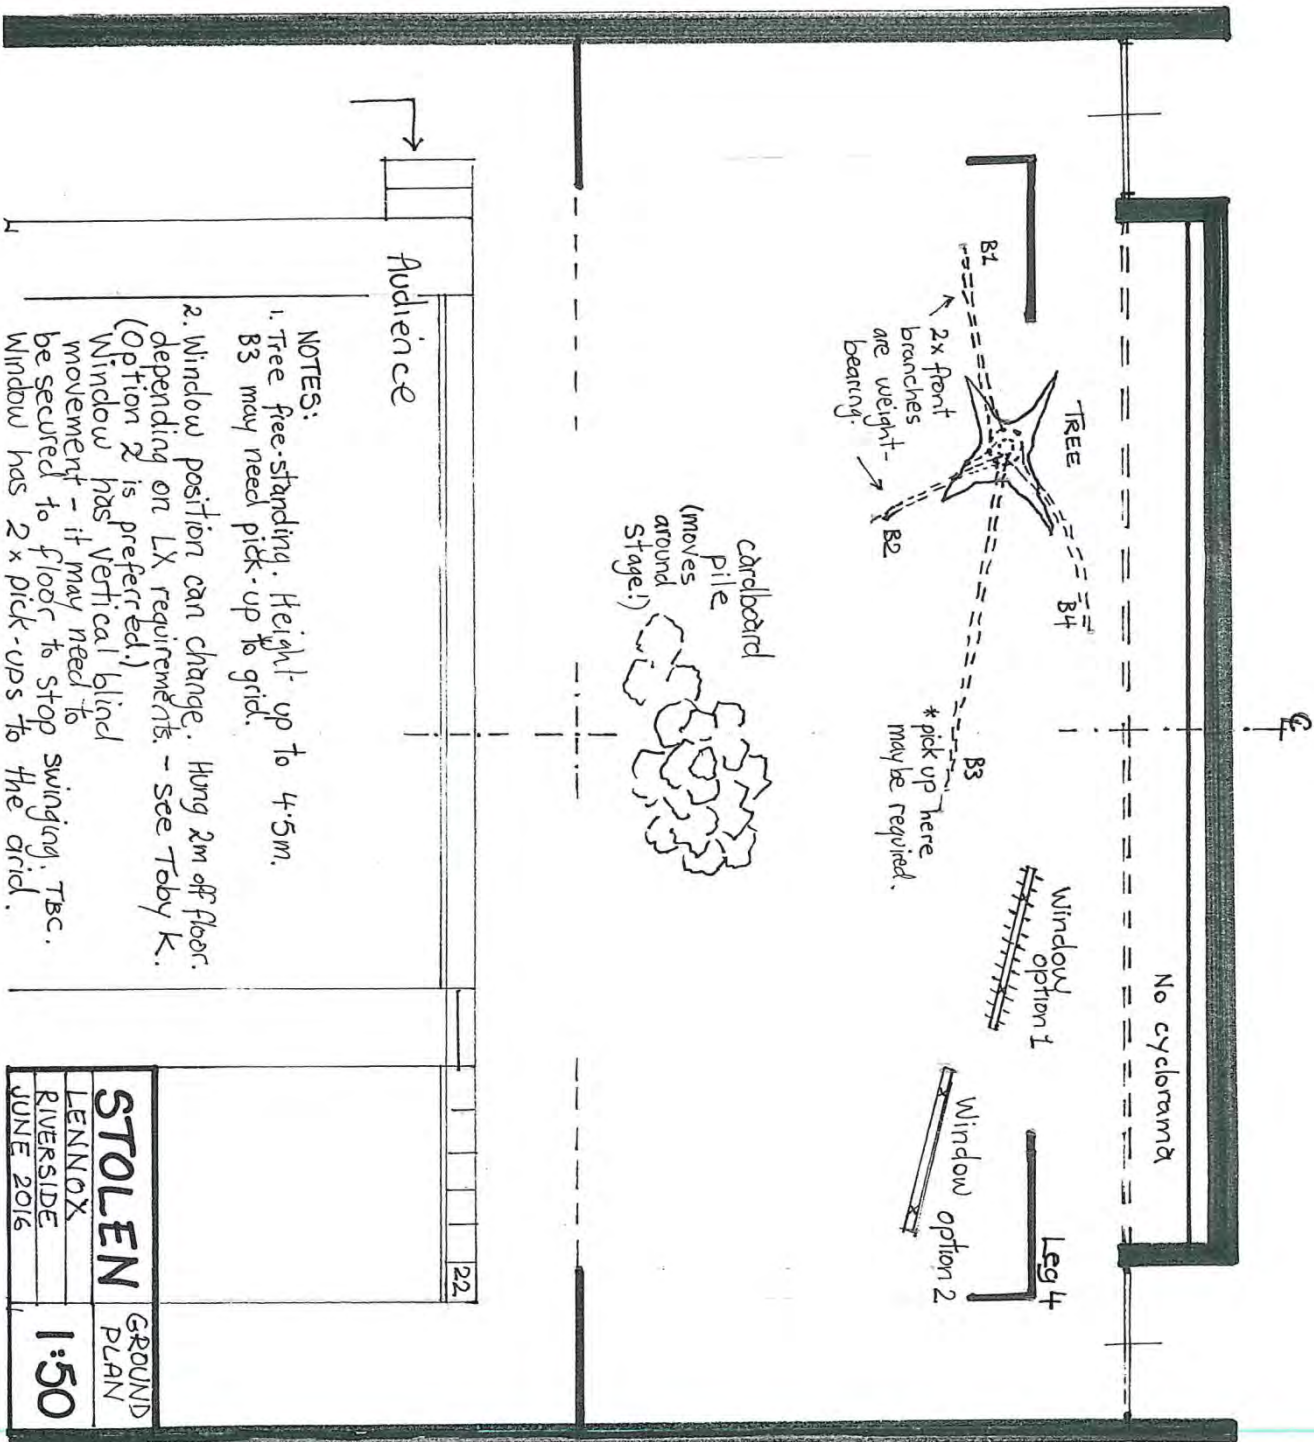 ℄
No cyclorama
Leg 4
TREE
B1
B2
B3
B4
2x front
branches
are weight-
bearing.
*pick up here
may be required.
Window
option 1
Window option 2
cardboard
pile
(moves
around
stage!)
Audience
NOTES:
1. Tree free-standing. Height up to 4·5m.
B3 may need pick-up to grid.
2. Window position can change. Hung 2m off floor.
depending on LX requirements. - see Toby K.
(Option 2 is preferred.)
Window has vertical blind
movement - it may need to
be secured to floor to stop swinging. TBC.
Window has 2 x pick-ups to the grid.
22
STOLEN
LENNOX
RIVERSIDE
JUNE 2016
GROUND
PLAN
1:50